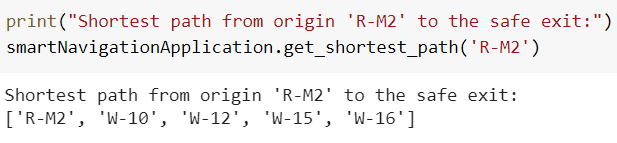 print("Shortest path from origin 'R-M2' to the safe exit:")
smartNavigationApplication.get_shortest_path('R-M2')
Shortest path from origin 'R-M2' to the safe exit:
['R-M2', 'W-10', 'W-12', 'W-15', 'W-16']